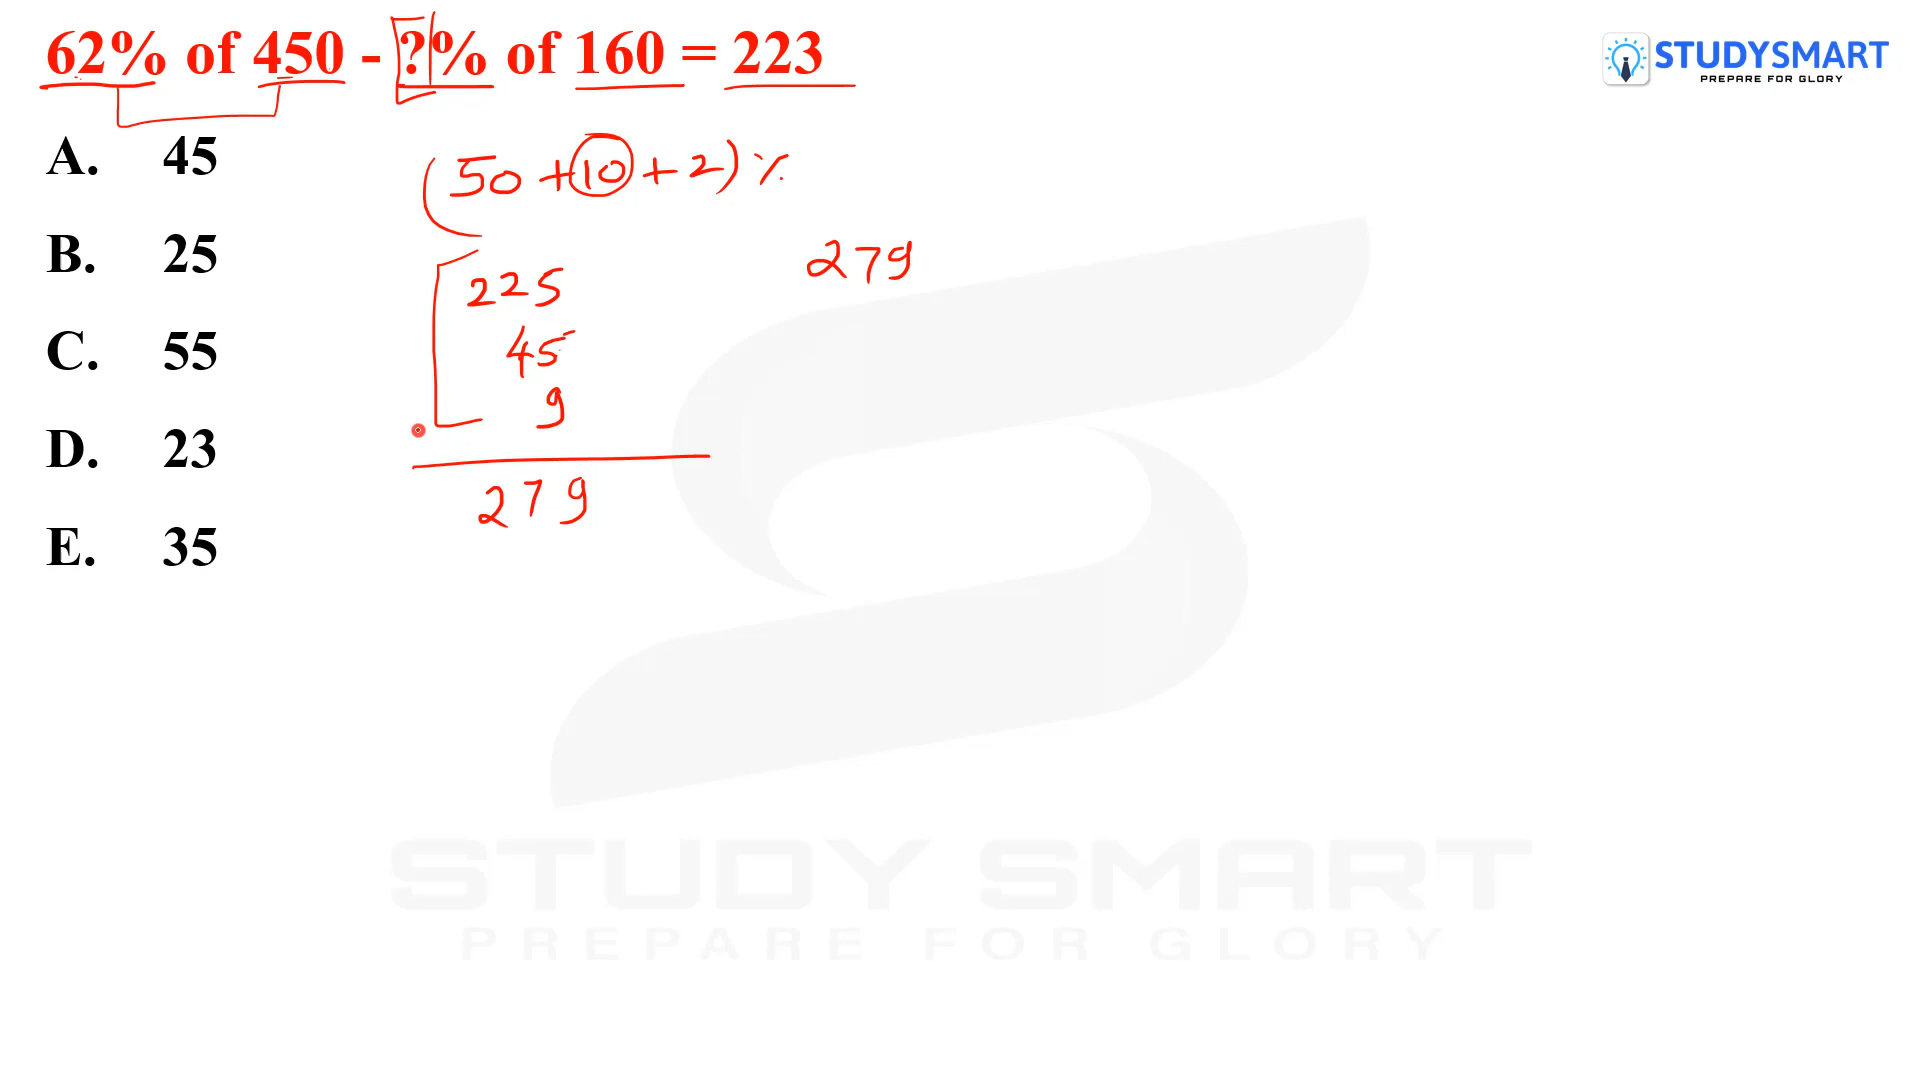 62% of 450 - ?% of 160 = 223
STUDYSMART
PREPARE FOR GLORY
A. 45
(50 + 10 + 2) %
B. 25
279
225
C. 55
45
9
D. 23
279
E. 35
STUDY SMART
PREPARE FOR GLORY